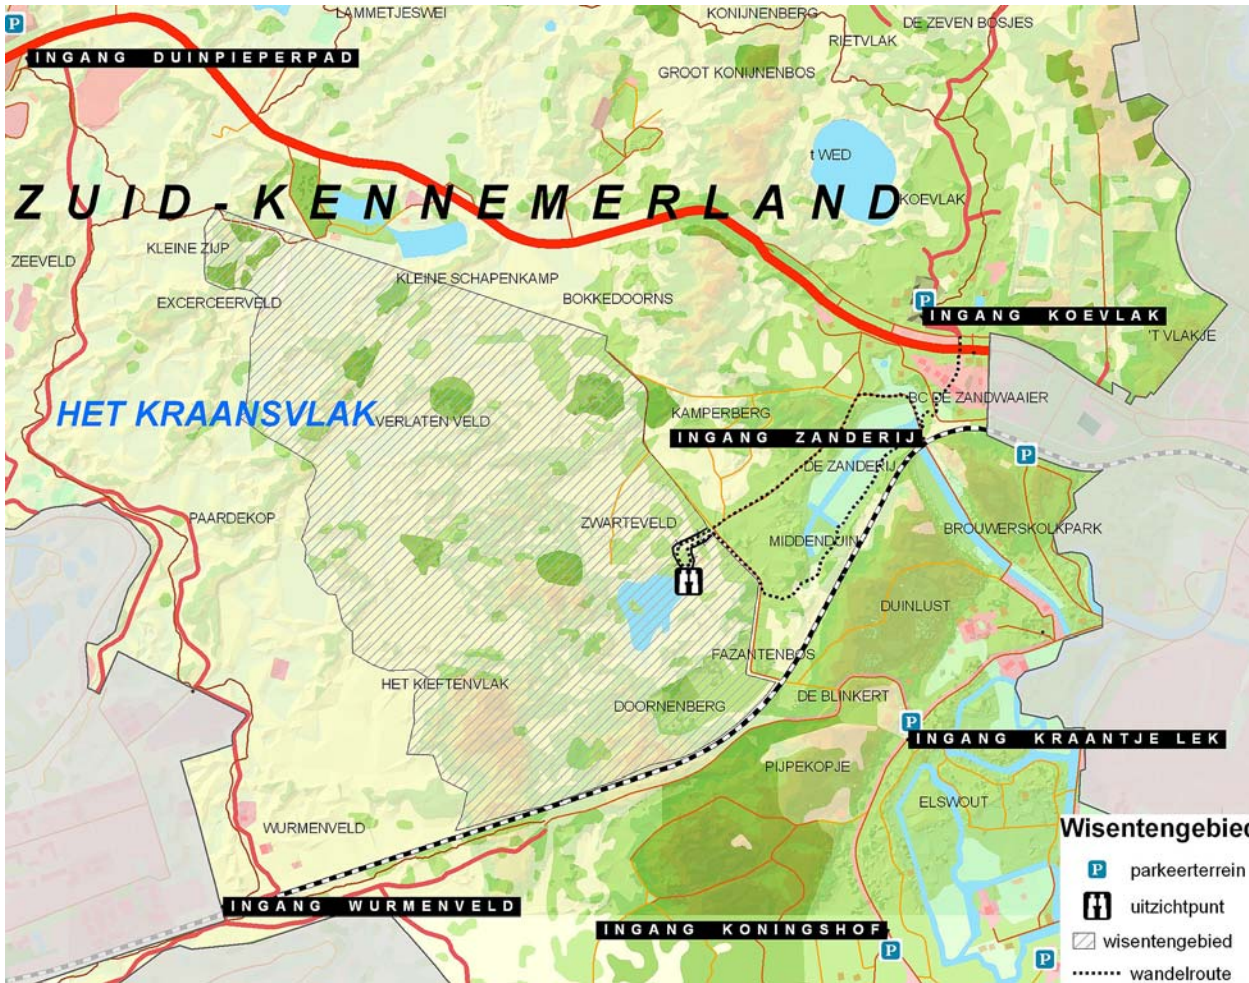 P
LAMMETJESWEI
KONIJNENBERG
DE ZEVEN BOSJES
RIETVLAK
INGANG DUINPIEPERPAD
GROOT KONIJNENBOS
't WED
ZUID-KENNEMERLAND
KOEVLAK
KLEINE ZIJP
ZEEVELD
KLEINE SCHAPENKAMP
EXCERCEERVELD
BOKKEDOORNS
P
INGANG KOEVLAK
'T VLAKJE
BC DE ZANDWAAIER
HET KRAANSVLAK
VERLATEN VELD
KAMPERBERG
INGANG ZANDERIJ
P
DE ZANDERIJ
PAARDEKOP
ZWARTEVELD
BROUWERSKOLKPARK
MIDDENDUIN
DUINLUST
FAZANTENBOS
HET KIEFTENVLAK
DOORNENBERG
DE BLINKERT
P
INGANG KRAANTJE LEK
PIJPEKOPJE
ELSWOUT
WURMENVELD
INGANG WURMENVELD
INGANG KONINGSHOF
P
P
Wisentengebied
P parkeerterrein
uitzichtpunt
wisentengebied
wandelroute